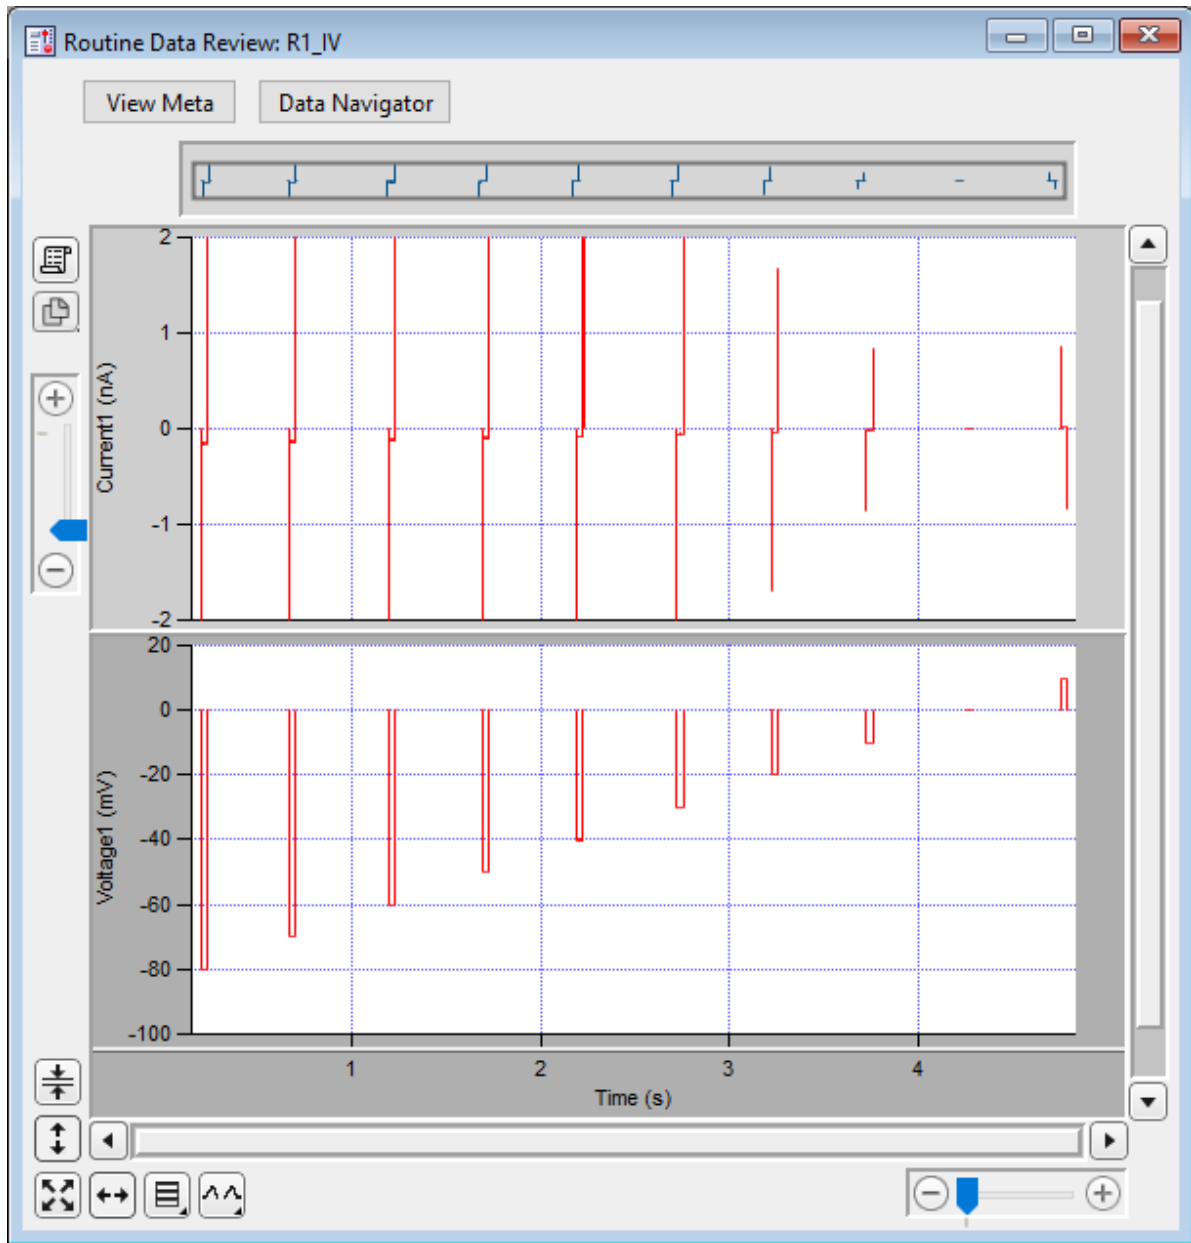 Routine Data Review: R1_IV
View Meta
Data Navigator
2
1
0
-1
-2
Current1 (nA)
20
0
-20
-40
-60
-80
-100
Voltage1 (mV)
1
2
3
4
Time (s)